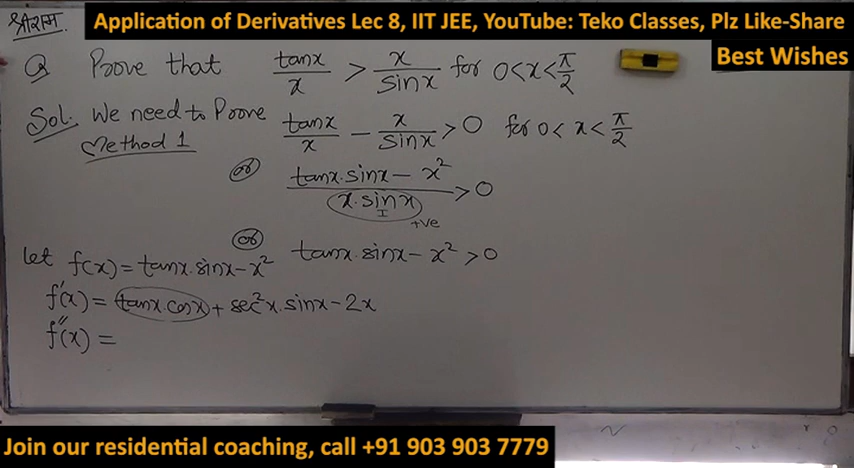 श्रीराम
Application of Derivatives Lec 8, IIT JEE, YouTube: Teko Classes, Plz Like-Share
Best Wishes
Q Prove that tanx/x > x/sinx for 0<x<π/2
Sol. We need to Prove
Method 1
tanx/x - x/sinx > 0 for 0 < x < π/2
or (tanx.sinx - x²)/(x.sinx) > 0
I
+ve
or tanx.sinx - x² > 0
let f(x) = tanx.sinx - x²
f'(x) = tanx.cosx + sec²x.sinx - 2x
f''(x) =
Join our residential coaching, call +91 903 903 7779